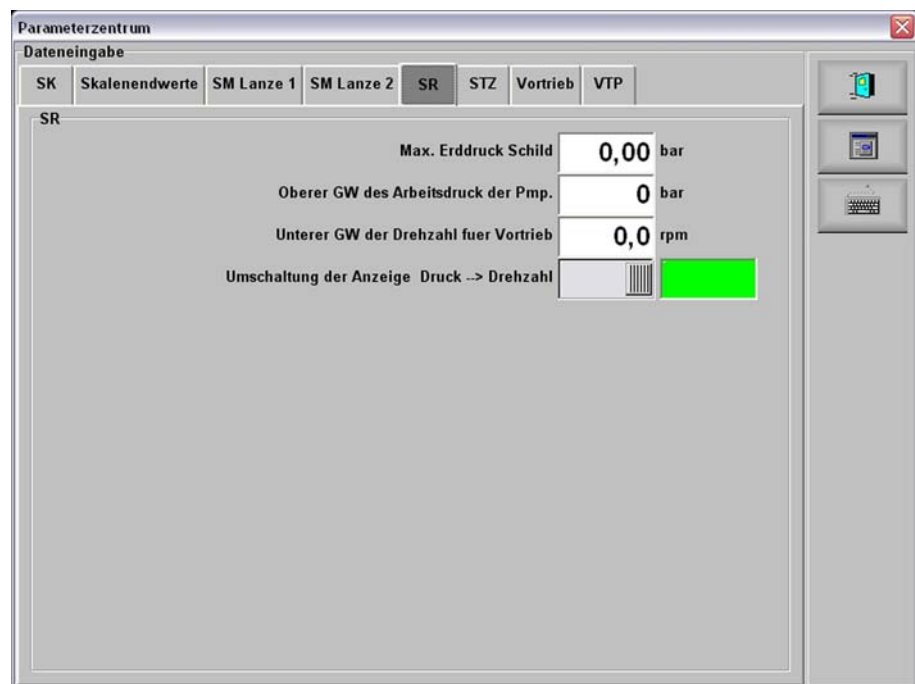 Parameterzentrum
Dateneingabe
SK Skalenendwerte SM Lanze 1 SM Lanze 2 SR STZ Vortrieb VTP
SR
Max. Erddruck Schild 0,00 bar
Oberer GW des Arbeitsdruck der Pmp. 0 bar
Unterer GW der Drehzahl fuer Vortrieb 0,0 rpm
Umschaltung der Anzeige Druck --> Drehzahl